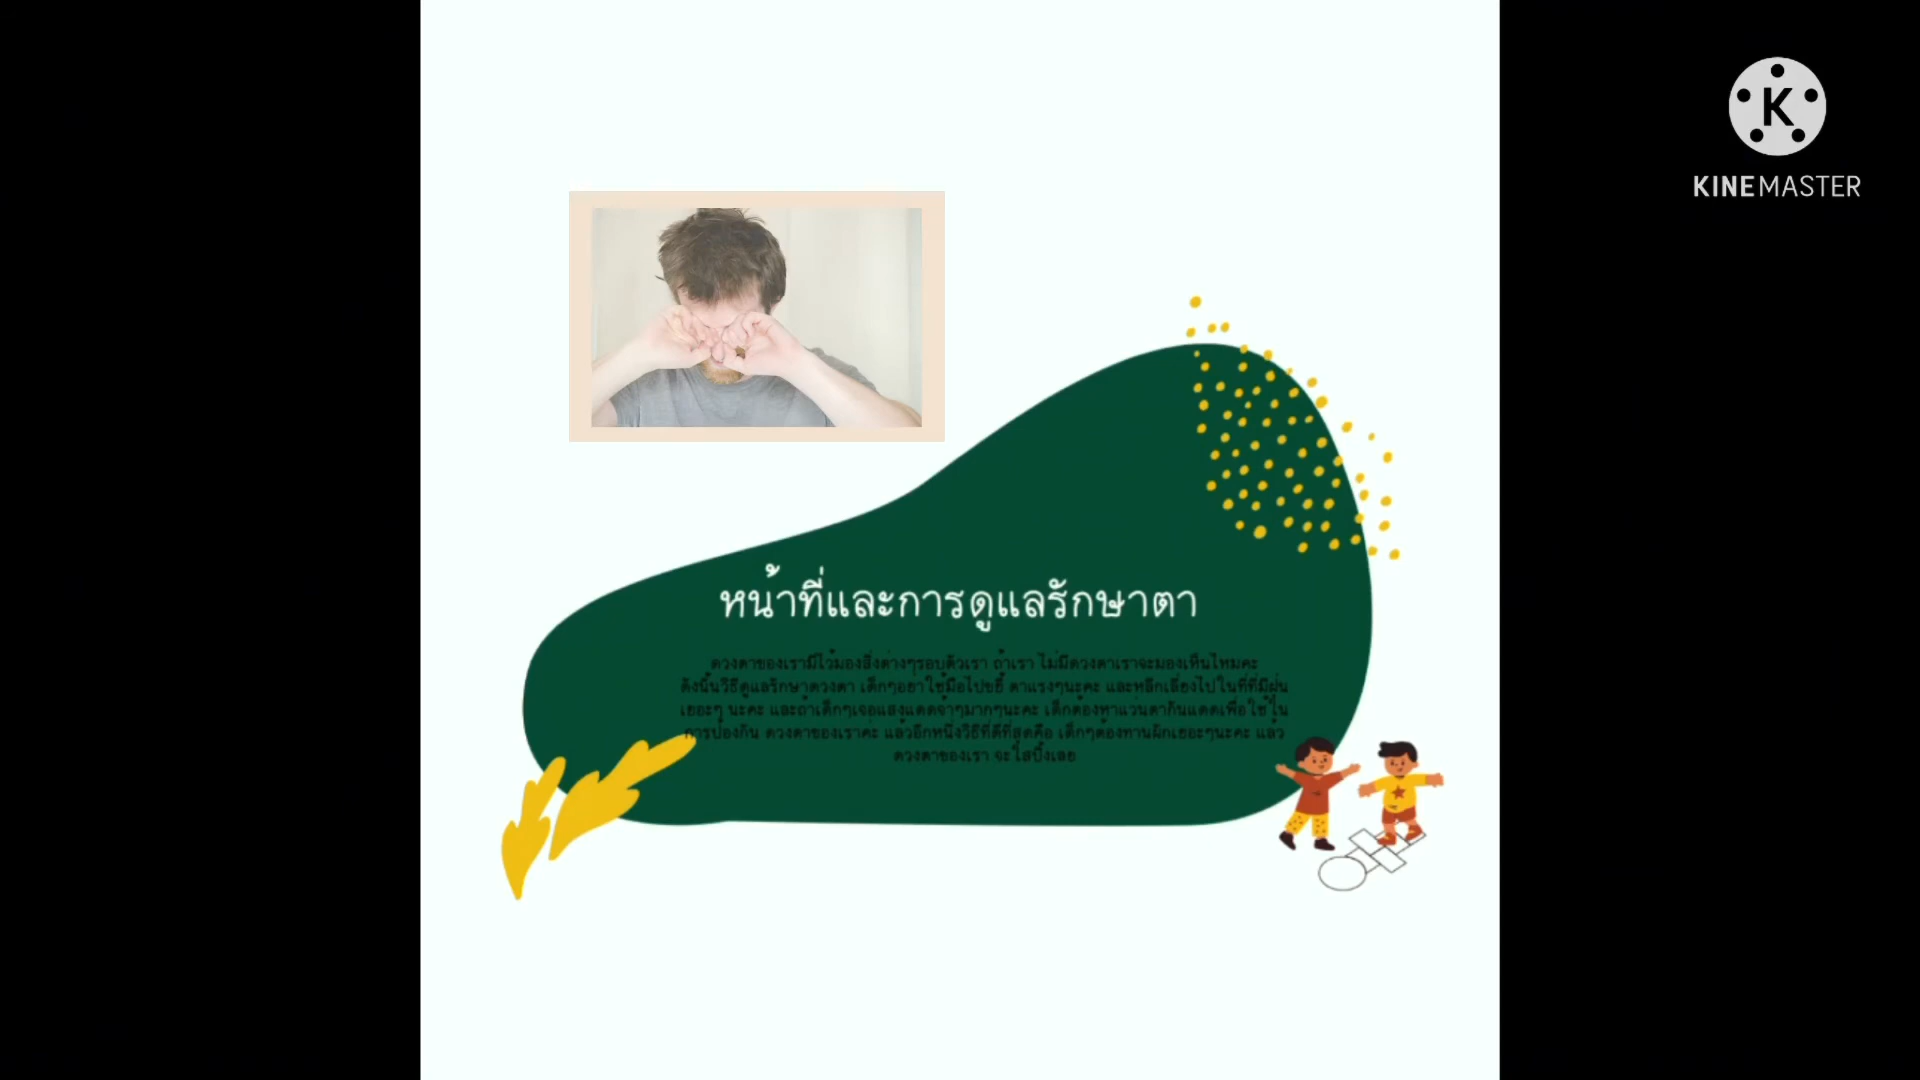 KINEMASTER
หน้าที่และการดูแลรักษาตา
ดวงตาของเรามีไว้มองสิ่งต่างๆรอบตัวเรา ถ้าเรา ไม่มีดวงตาเราจะมองเห็นไหมคะ
ดังนั้นวิธีดูแลรักษาดวงตา เด็กๆอย่าใช้มือไปขยี้ ตาแรงๆนะคะ และหลีกเลี่ยงไปในที่ที่มีฝุ่น
เยอะๆ นะคะ และถ้าเด็กๆเจอแสงแดดจ้าๆมากๆนะคะ เด็กต้องหาแว่นตากันแดดเพื่อใช้ใน
การป้องกัน ดวงตาของเราค่ะ แล้วอีกหนึ่งวิธีที่ดีที่สุดคือ เด็กๆต้องทานผักเยอะๆนะคะ แล้ว
ดวงตาของเรา จะใสปิ๊งเลย